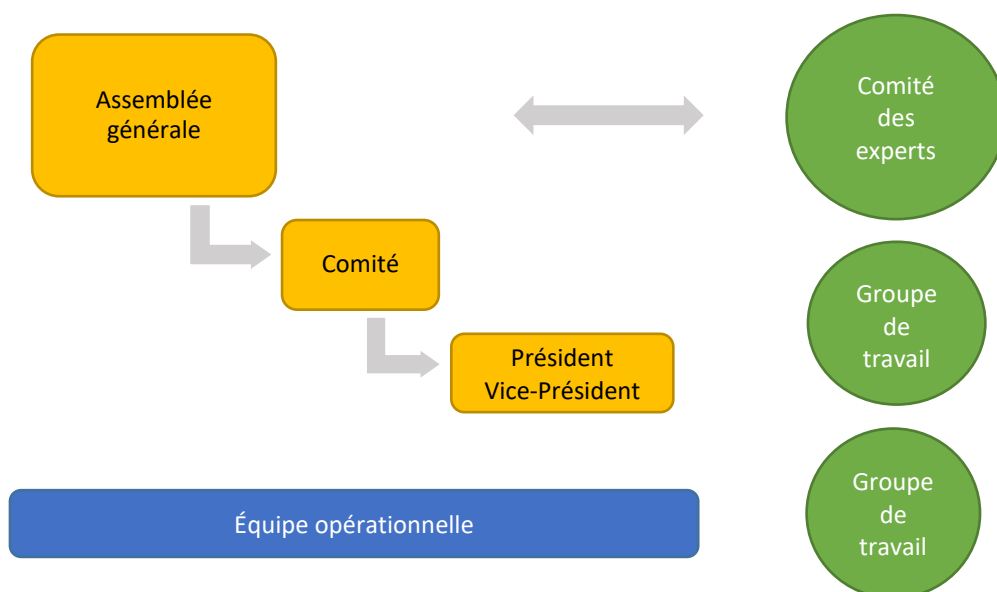 Assemblée
générale
Comité
des
experts
Comité
Groupe
de
travail
Président
Vice-Président
Équipe opérationnelle
Groupe
de
travail